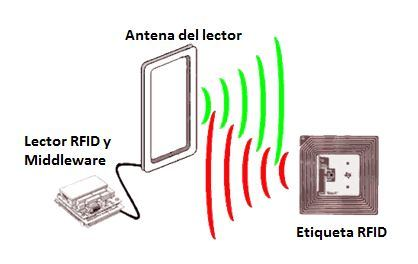 Antena del lector
Lector RFID y
Middleware
Etiqueta RFID